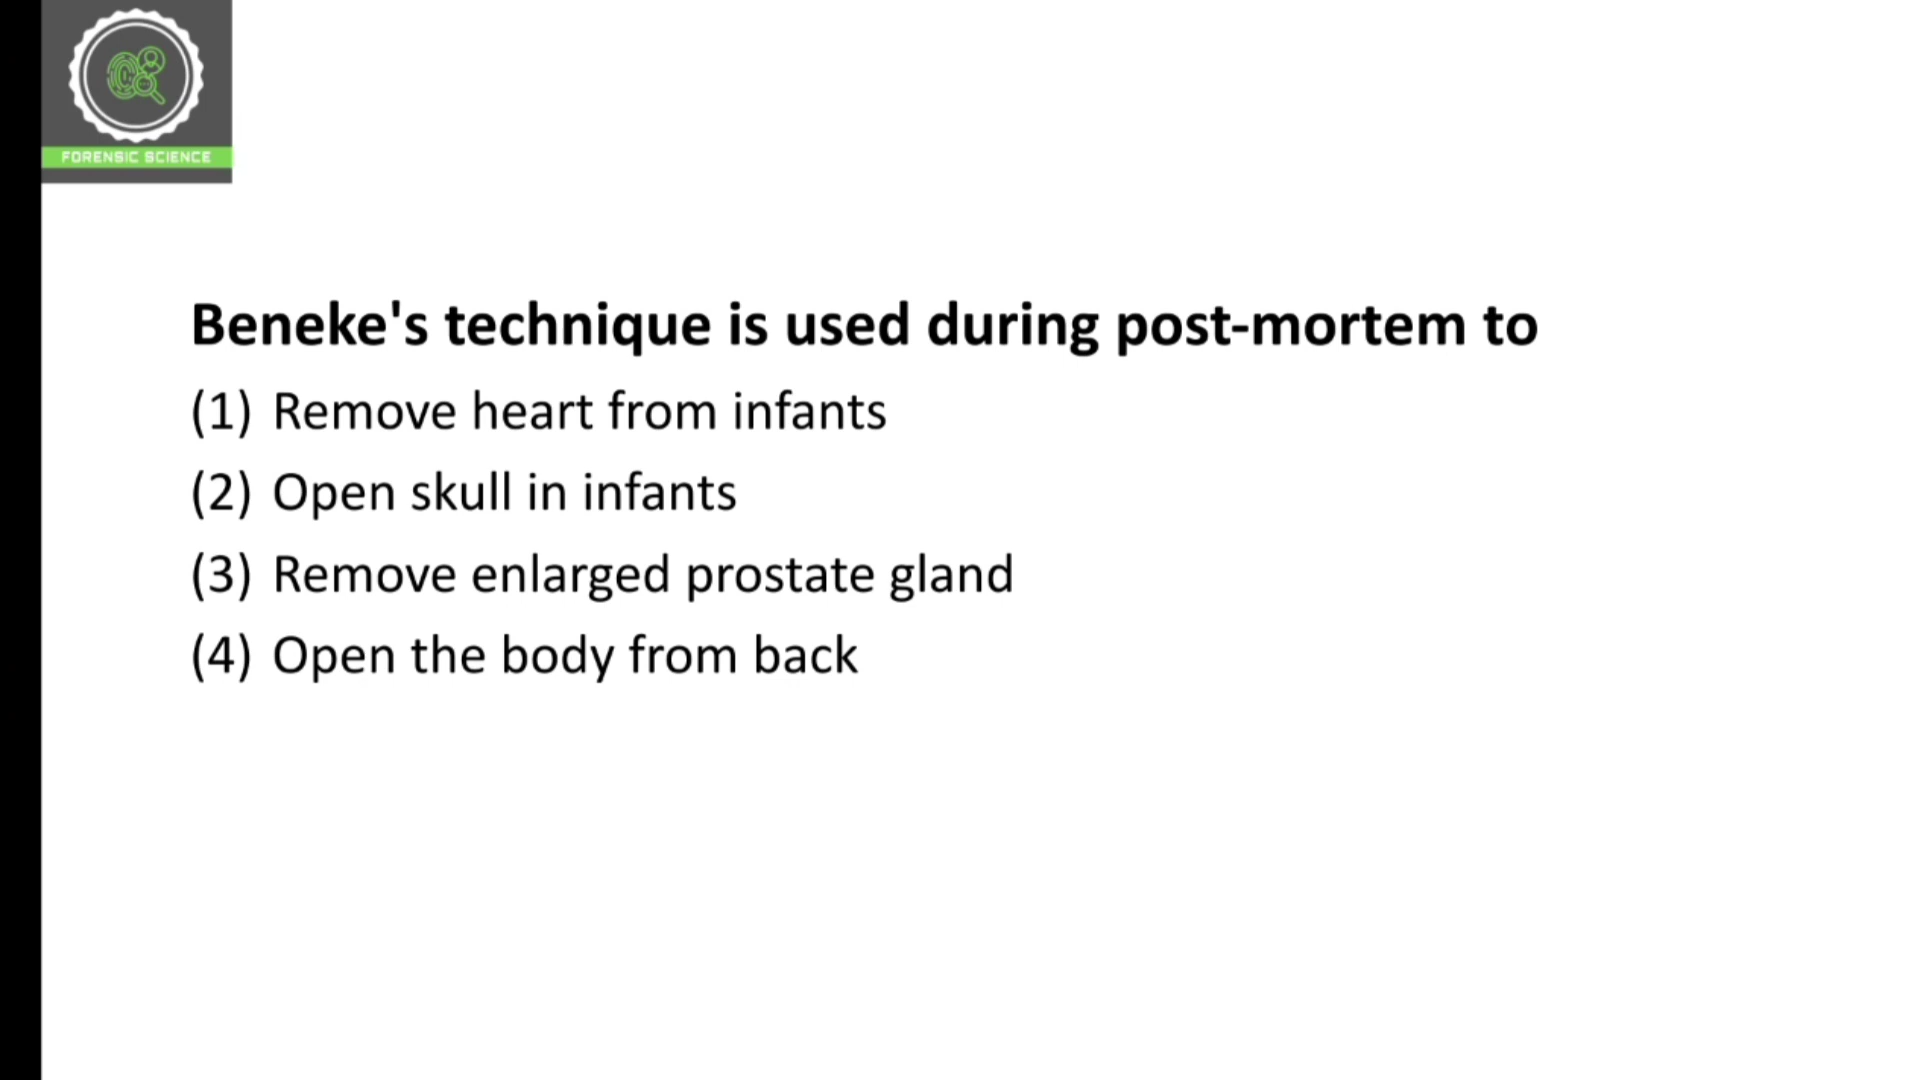 FORENSIC SCIENCE
Beneke's technique is used during post-mortem to
(1) Remove heart from infants
(2) Open skull in infants
(3) Remove enlarged prostate gland
(4) Open the body from back